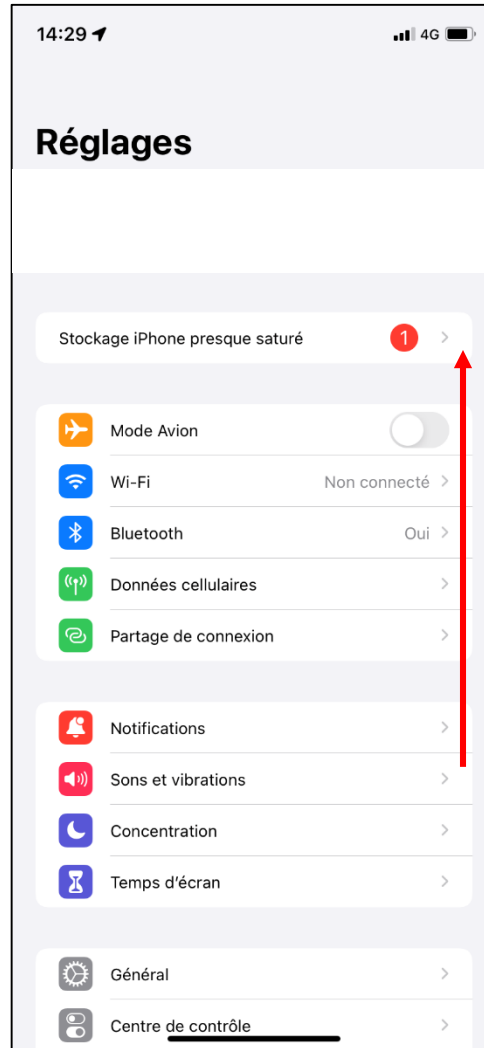 14:29 4G
Réglages
Stockage iPhone presque saturé 1
Mode Avion
Wi-Fi Non connecté
Bluetooth Oui
Données cellulaires
Partage de connexion
Notifications
Sons et vibrations
Concentration
Temps d’écran
Général
Centre de contrôle